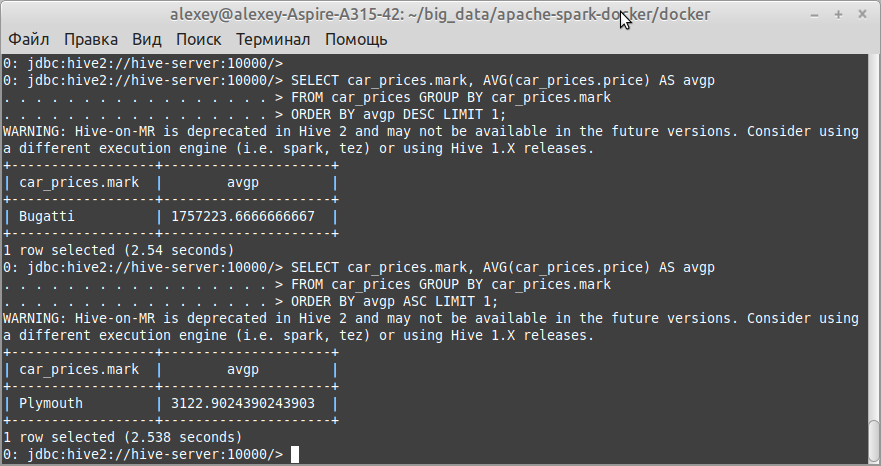 alexey@alexey-Aspire-A315-42: ~/big_data/apache-spark-docker/docker
Файл Правка Вид Поиск Терминал Помощь
0: jdbc:hive2://hive-server:10000/>
0: jdbc:hive2://hive-server:10000/> SELECT car_prices.mark, AVG(car_prices.price) AS avgp
. . . . . . . . . . . . . . . . . > FROM car_prices GROUP BY car_prices.mark
. . . . . . . . . . . . . . . . . > ORDER BY avgp DESC LIMIT 1;
WARNING: Hive-on-MR is deprecated in Hive 2 and may not be available in the future versions. Consider using
a different execution engine (i.e. spark, tez) or using Hive 1.X releases.
+------------------+---------------------+
| car_prices.mark  |        avgp         |
+------------------+---------------------+
| Bugatti          | 1757223.6666666667  |
+------------------+---------------------+
1 row selected (2.54 seconds)
0: jdbc:hive2://hive-server:10000/> SELECT car_prices.mark, AVG(car_prices.price) AS avgp
. . . . . . . . . . . . . . . . . > FROM car_prices GROUP BY car_prices.mark
. . . . . . . . . . . . . . . . . > ORDER BY avgp ASC LIMIT 1;
WARNING: Hive-on-MR is deprecated in Hive 2 and may not be available in the future versions. Consider using
a different execution engine (i.e. spark, tez) or using Hive 1.X releases.
+------------------+---------------------+
| car_prices.mark  |        avgp         |
+------------------+---------------------+
| Plymouth         | 3122.9024390243903  |
+------------------+---------------------+
1 row selected (2.538 seconds)
0: jdbc:hive2://hive-server:10000/>